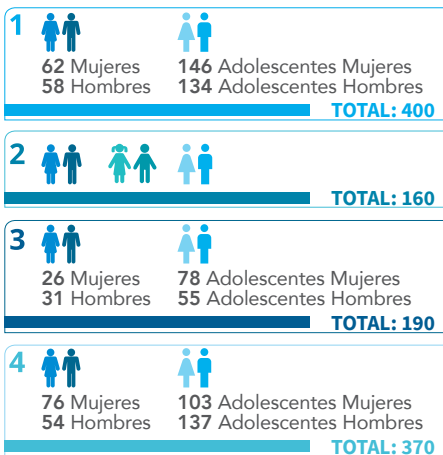 1
62 Mujeres 146 Adolescentes Mujeres
58 Hombres 134 Adolescentes Hombres
TOTAL: 400
2
TOTAL: 160
3
26 Mujeres 78 Adolescentes Mujeres
31 Hombres 55 Adolescentes Hombres
TOTAL: 190
4
76 Mujeres 103 Adolescentes Mujeres
54 Hombres 137 Adolescentes Hombres
TOTAL: 370